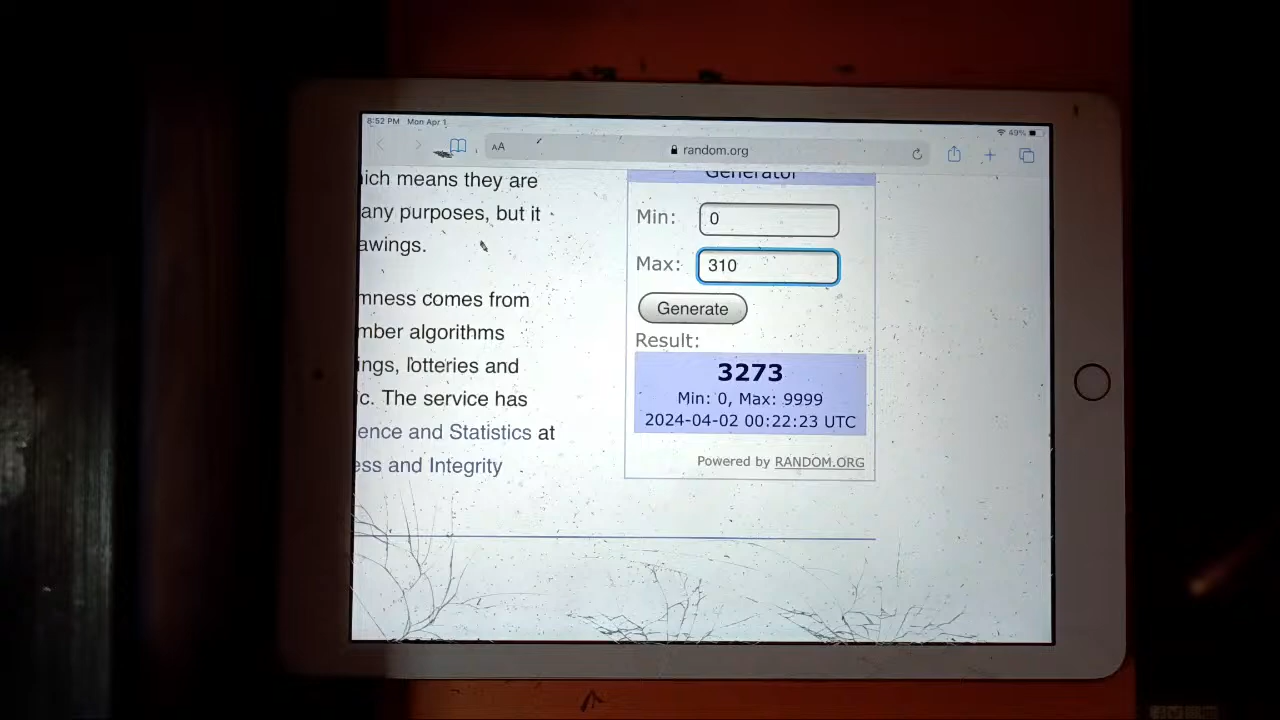 8:52 PM Mon Apr 1
49%
AA
random.org
ich means they are
any purposes, but it
awings.
mness comes from
mber algorithms
ings, lotteries and
c. The service has
ence and Statistics at
ess and Integrity
Generator
Min: 0
Max: 310
Generate
Result:
3273
Min: 0, Max: 9999
2024-04-02 00:22:23 UTC
Powered by RANDOM.ORG